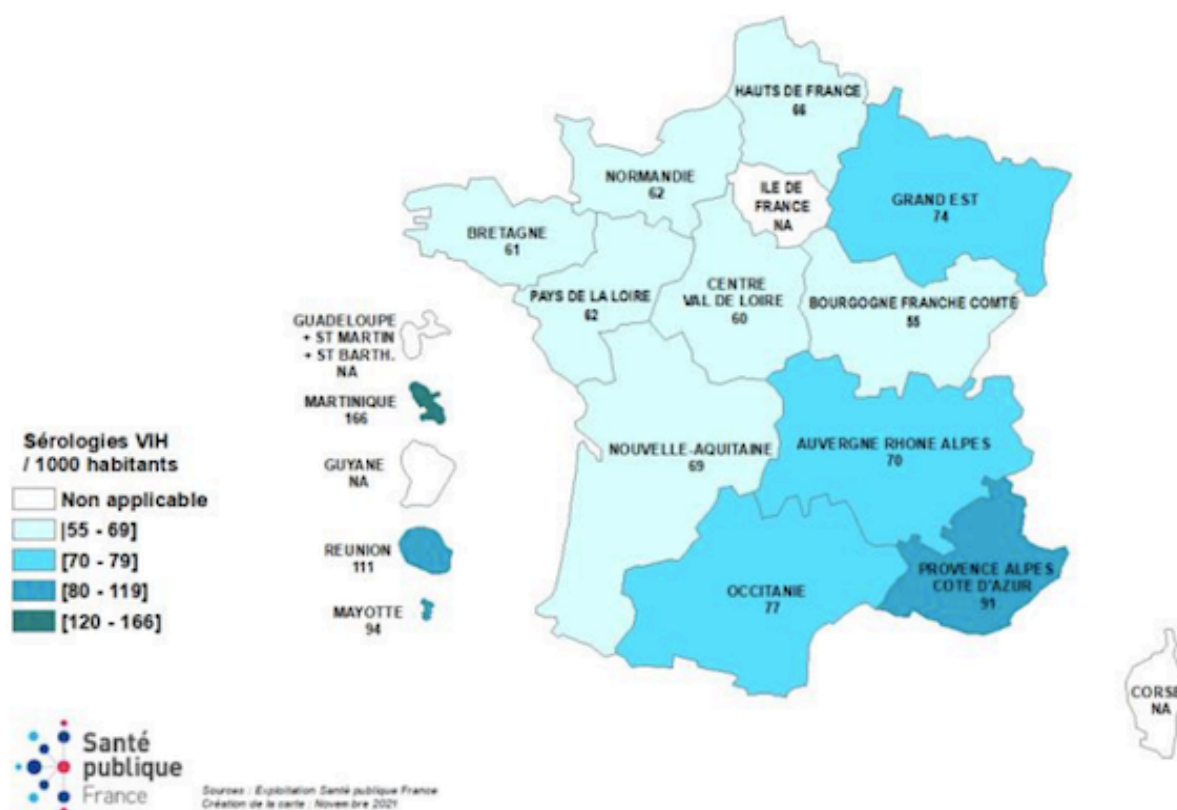 HAUTS DE FRANCE
66
NORMANDIE
62
ILE DE
FRANCE
NA
GRAND EST
74
BRETAGNE
61
PAYS DE LA LOIRE
62
CENTRE
VAL DE LOIRE
60
BOURGOGNE FRANCHE COMTÉ
55
GUADELOUPE
+ ST MARTIN
+ ST BARTH.
NA
MARTINIQUE
166
GUYANE
NA
REUNION
111
MAYOTTE
94
NOUVELLE-AQUITAINE
69
AUVERGNE RHONE ALPES
70
OCCITANIE
77
PROVENCE ALPES
COTE D'AZUR
91
CORSE
NA
Sérologies VIH
/ 1000 habitants
Non applicable
[55 - 69]
[70 - 79]
[80 - 119]
[120 - 166]
Santé
publique
France
Sources : Exploitation Santé publique France
Création de la carte : Novembre 2021